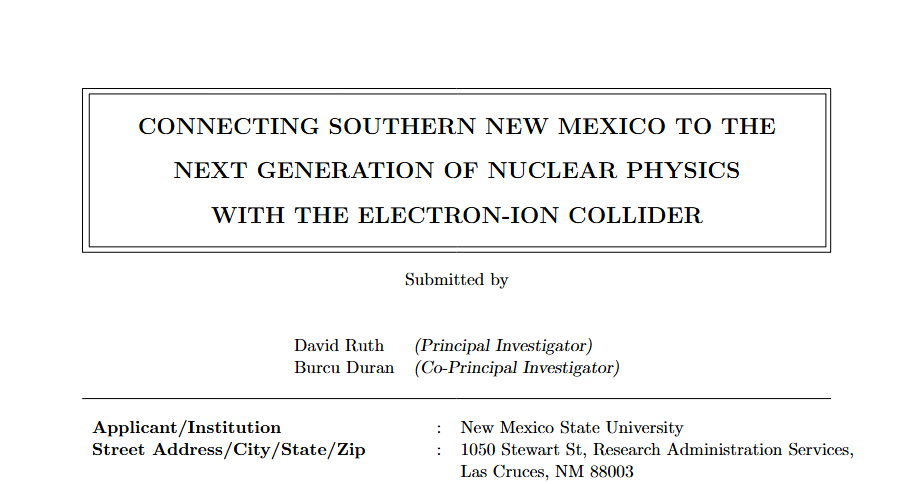 CONNECTING SOUTHERN NEW MEXICO TO THE
NEXT GENERATION OF NUCLEAR PHYSICS
WITH THE ELECTRON-ION COLLIDER
Submitted by
David Ruth (Principal Investigator)
Burcu Duran (Co-Principal Investigator)
Applicant/Institution : New Mexico State University
Street Address/City/State/Zip : 1050 Stewart St, Research Administration Services,
Las Cruces, NM 88003